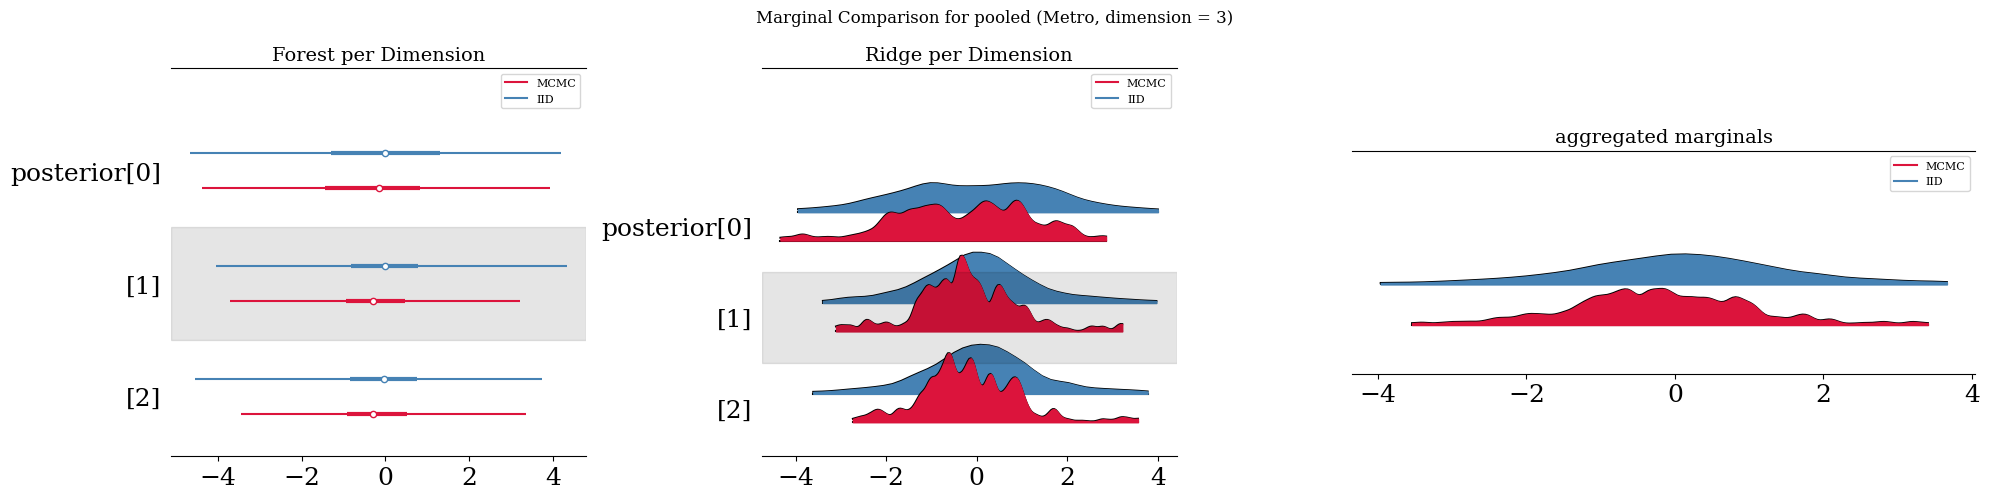 Marginal Comparison for pooled (Metro, dimension = 3)
Forest per Dimension
MCMC
IID
posterior[0]
[1]
[2]
−4 −2 0 2 4
Ridge per Dimension
MCMC
IID
posterior[0]
[1]
[2]
−4 −2 0 2 4
aggregated marginals
MCMC
IID
−4 −2 0 2 4